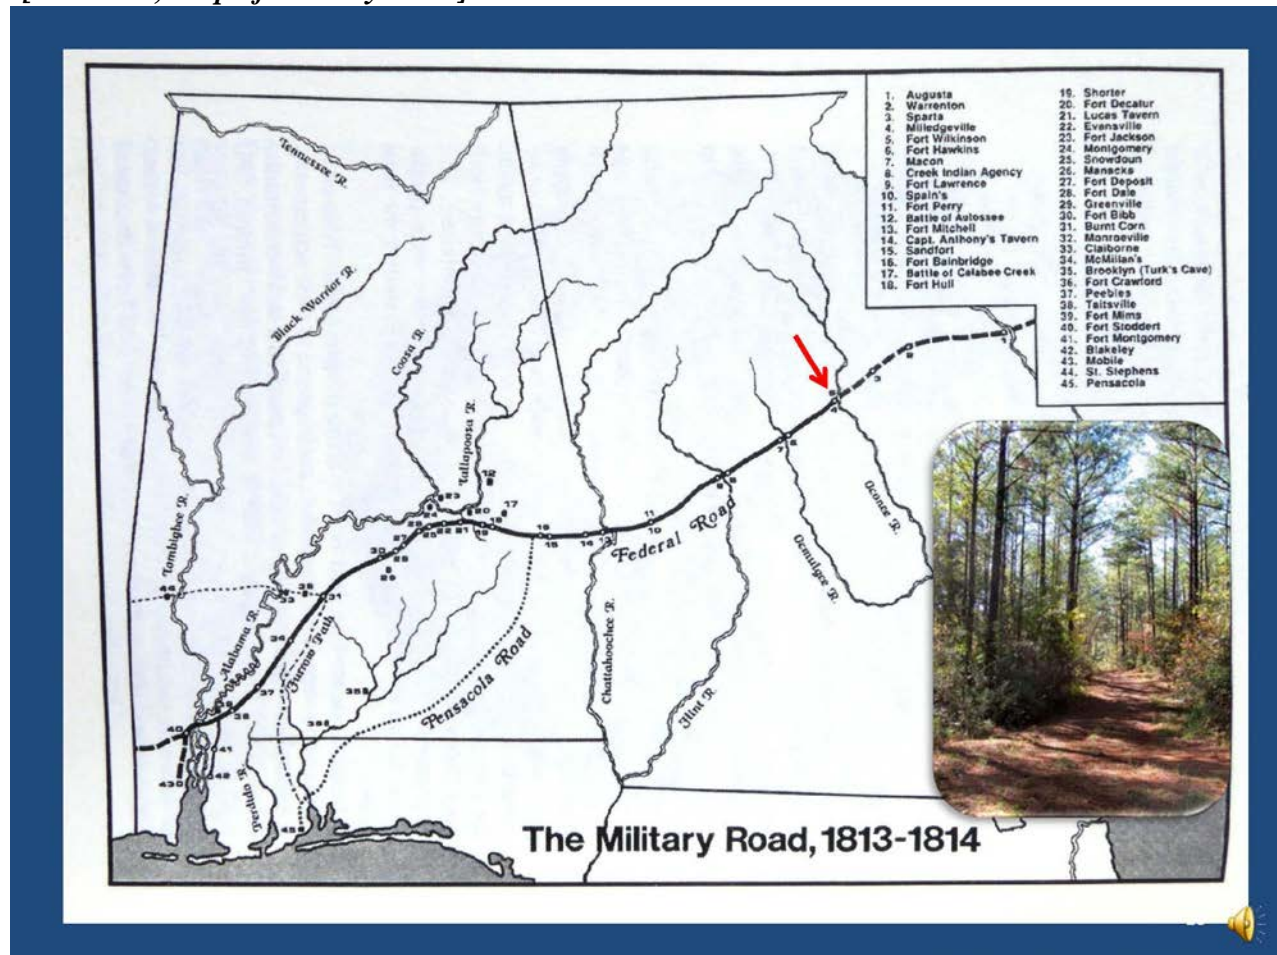 The Military Road, 1813-1814
1. Augusta
2. Warrenton
3. Sparta
4. Milledgeville
5. Fort Wilkinson
6. Fort Hawkins
7. Macon
8. Creek Indian Agency
9. Fort Lawrence
10. Spain's
11. Fort Perry
12. Battle of Autossee
13. Fort Mitchell
14. Capt. Anthony's Tavern
15. Sandfort
16. Fort Bainbridge
17. Battle of Calabee Creek
18. Fort Hull
19. Shorter
20. Fort Decatur
21. Lucas Tavern
22. Evansville
23. Fort Jackson
24. Montgomery
25. Snowdoun
26. Manacks
27. Fort Deposit
28. Fort Dale
29. Greenville
30. Fort Bibb
31. Burnt Corn
32. Monroeville
33. Claiborne
34. McMillan's
35. Brooklyn (Turk's Cave)
36. Fort Crawford
37. Peebles
38. Taitsville
39. Fort Mims
40. Fort Stoddert
41. Fort Montgomery
42. Blakeley
43. Mobile
44. St. Stephens
45. Pensacola
Tennessee R.
Black Warrior R.
Coosa R.
Tallapoosa R.
Tombigbee R.
Alabama R.
Furrow Path
Pensacola Road
Federal Road
Chattahoochee R.
Flint R.
Ocmulgee R.
Oconee R.
Perdido R.